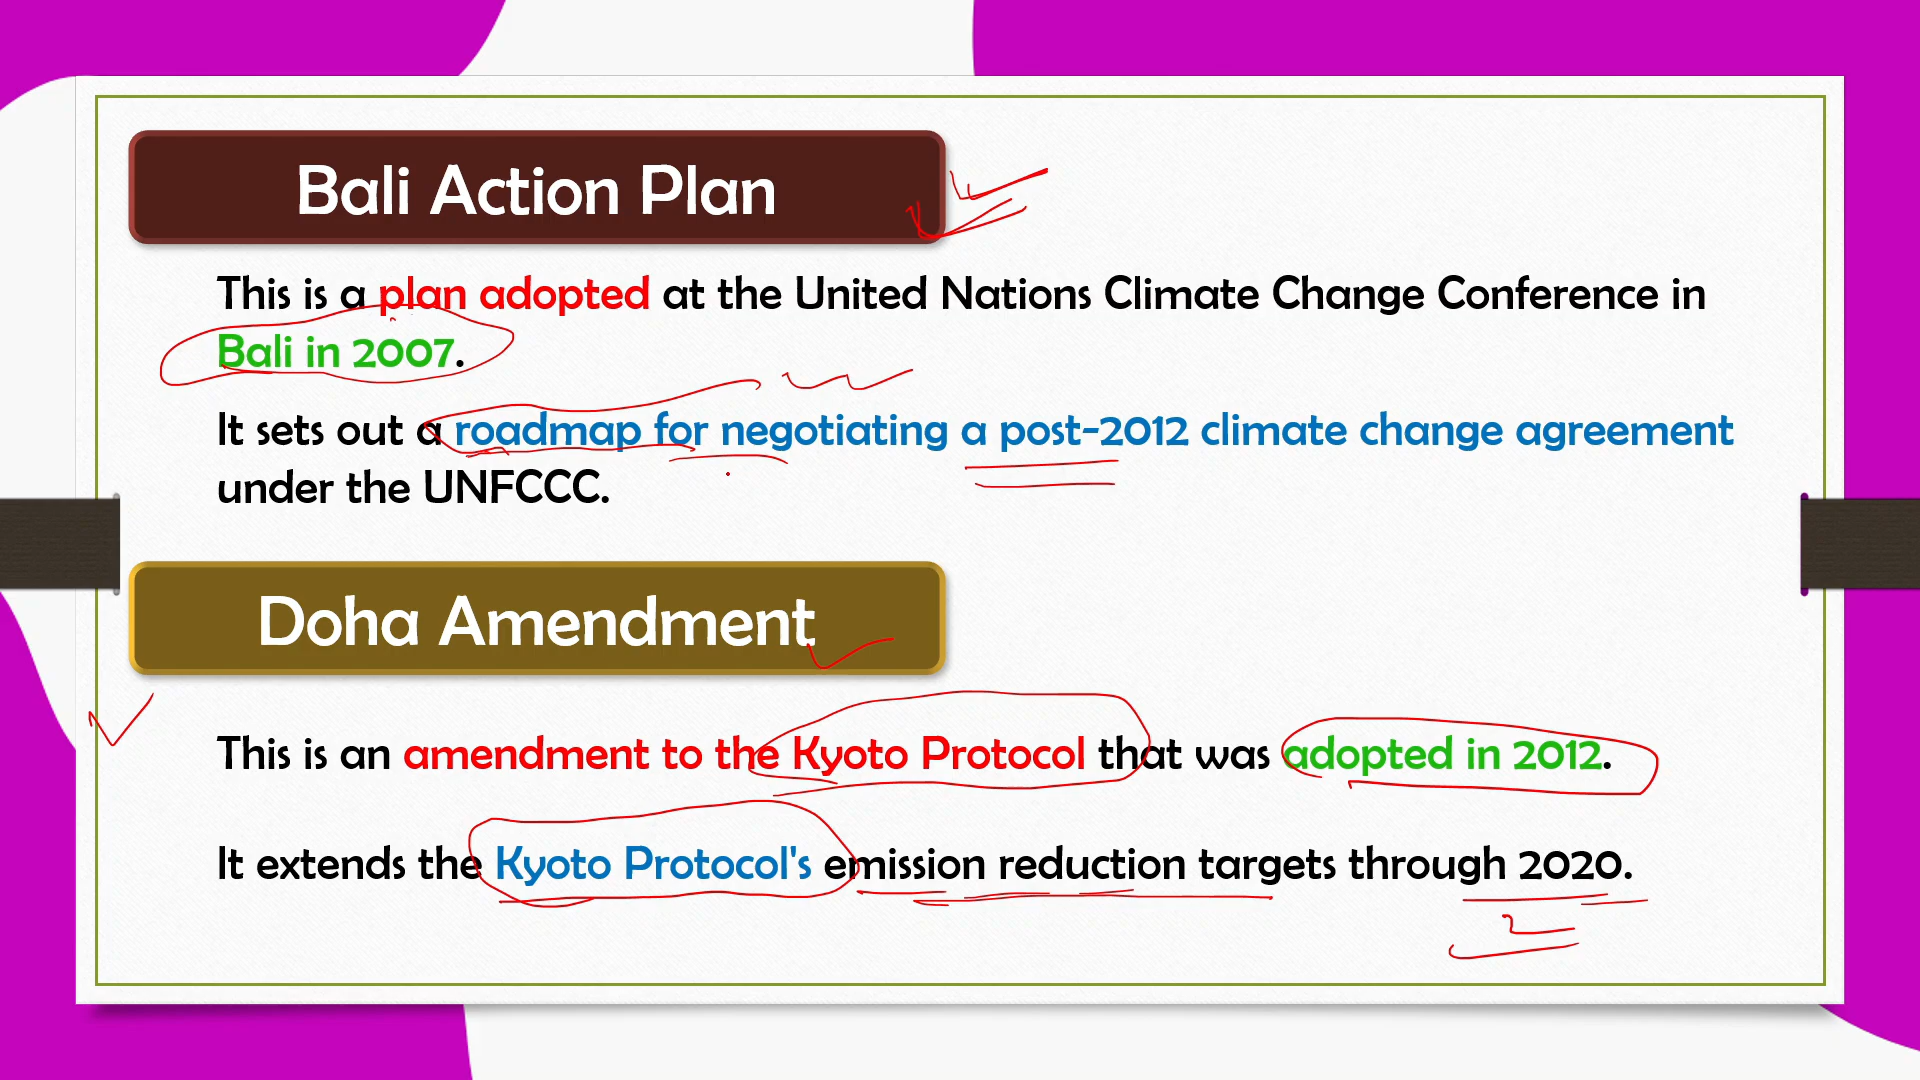 Bali Action Plan
This is a plan adopted at the United Nations Climate Change Conference in
Bali in 2007.
It sets out a roadmap for negotiating a post-2012 climate change agreement
under the UNFCCC.
Doha Amendment
This is an amendment to the Kyoto Protocol that was adopted in 2012.
It extends the Kyoto Protocol's emission reduction targets through 2020.